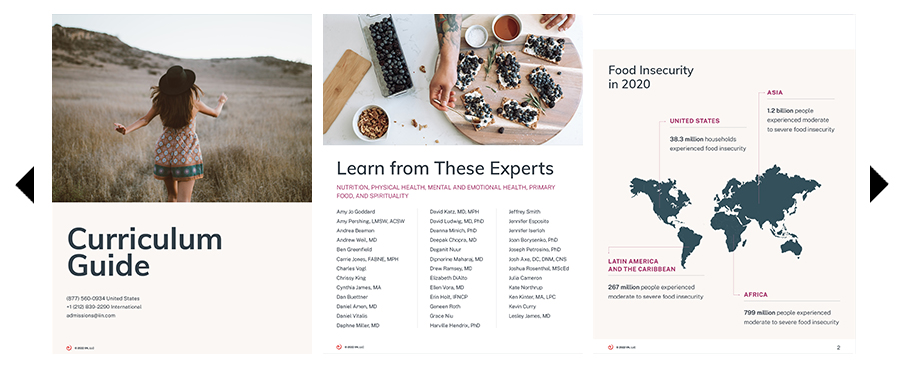 Curriculum
Guide
(877) 560-0934 United States
+1 (212) 839-2290 International
admissions@iin.com
© 2022 IIN, LLC
Learn from These Experts
NUTRITION, PHYSICAL HEALTH, MENTAL AND EMOTIONAL HEALTH, PRIMARY
FOOD, AND SPIRITUALITY
Amy Jo Goddard
Amy Pershing, LMSW, ACSW
Andrea Beaman
Andrew Weil, MD
Ben Greenfield
Carrie Jones, FABNE, MPH
Charles Vogl
Chrissy King
Cynthia James, MA
Dan Buettner
Daniel Amen, MD
Daniel Vitalis
Daphne Miller, MD
David Katz, MD, MPH
David Ludwig, MD, PhD
Deanna Minich, PhD
Deepak Chopra, MD
Deganit Nuur
Dipnarine Maharaj, MD
Drew Ramsey, MD
Elizabeth DiAlto
Ellen Vora, MD
Erin Holt, IFNCP
Geneen Roth
Grace Niu
Harville Hendrix, PhD
Jeffrey Smith
Jennifer Esposito
Jennifer Iserloh
Joan Borysenko, PhD
Joseph Petrosino, PhD
Josh Axe, DC, DNM, CNS
Joshua Rosenthal, MScEd
Julia Cameron
Kate Northrup
Ken Kinter, MA, LPC
Kevin Curry
Lesley James, MD
© 2022 IIN, LLC
Food Insecurity
in 2020
ASIA
1.2 billion people
experienced moderate
to severe food insecurity
UNITED STATES
38.3 million households
experienced food insecurity
LATIN AMERICA
AND THE CARIBBEAN
267 million people experienced
moderate to severe food insecurity
AFRICA
799 million people experienced
moderate to severe food insecurity
© 2022 IIN, LLC
2